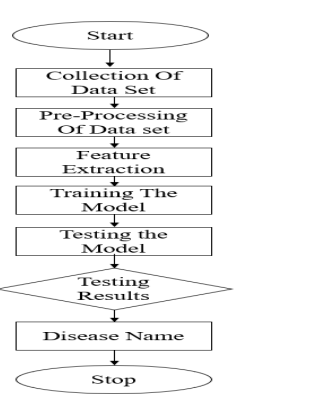 Start
Collection Of
Data Set
Pre-Processing
Of Data set
Feature
Extraction
Training The
Model
Testing the
Model
Testing
Results
Disease Name
Stop